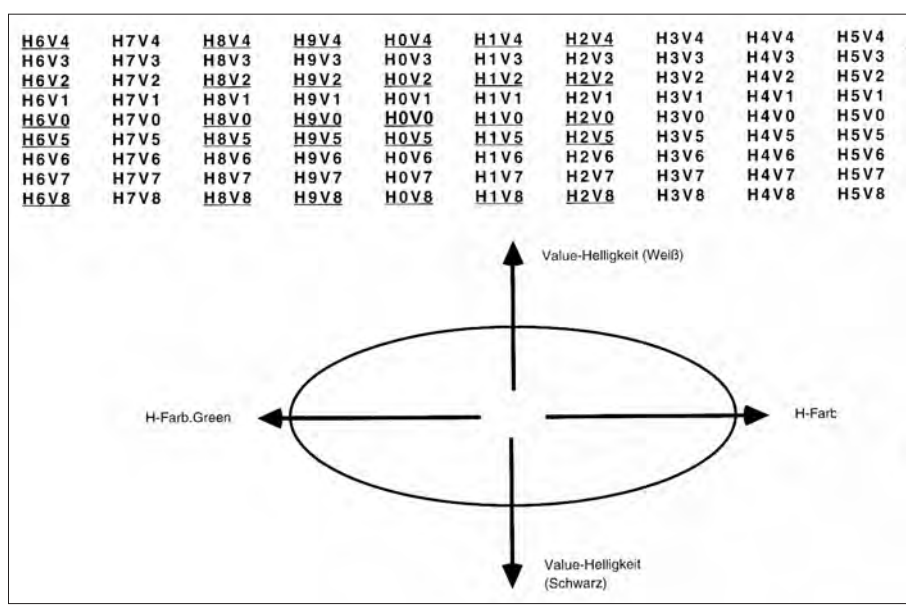 H6V4 H7V4 H8V4 H9V4 H0V4 H1V4 H2V4 H3V4 H4V4 H5V4
H6V3 H7V3 H8V3 H9V3 H0V3 H1V3 H2V3 H3V3 H4V3 H5V3
H6V2 H7V2 H8V2 H9V2 H0V2 H1V2 H2V2 H3V2 H4V2 H5V2
H6V1 H7V1 H8V1 H9V1 H0V1 H1V1 H2V1 H3V1 H4V1 H5V1
H6V0 H7V0 H8V0 H9V0 H0V0 H1V0 H2V0 H3V0 H4V0 H5V0
H6V5 H7V5 H8V5 H9V5 H0V5 H1V5 H2V5 H3V5 H4V5 H5V5
H6V6 H7V6 H8V6 H9V6 H0V6 H1V6 H2V6 H3V6 H4V6 H5V6
H6V7 H7V7 H8V7 H9V7 H0V7 H1V7 H2V7 H3V7 H4V7 H5V7
H6V8 H7V8 H8V8 H9V8 H0V8 H1V8 H2V8 H3V8 H4V8 H5V8
Value-Helligkeit (Weiß)
H-Farb.Green
H-Farb
Value-Helligkeit
(Schwarz)